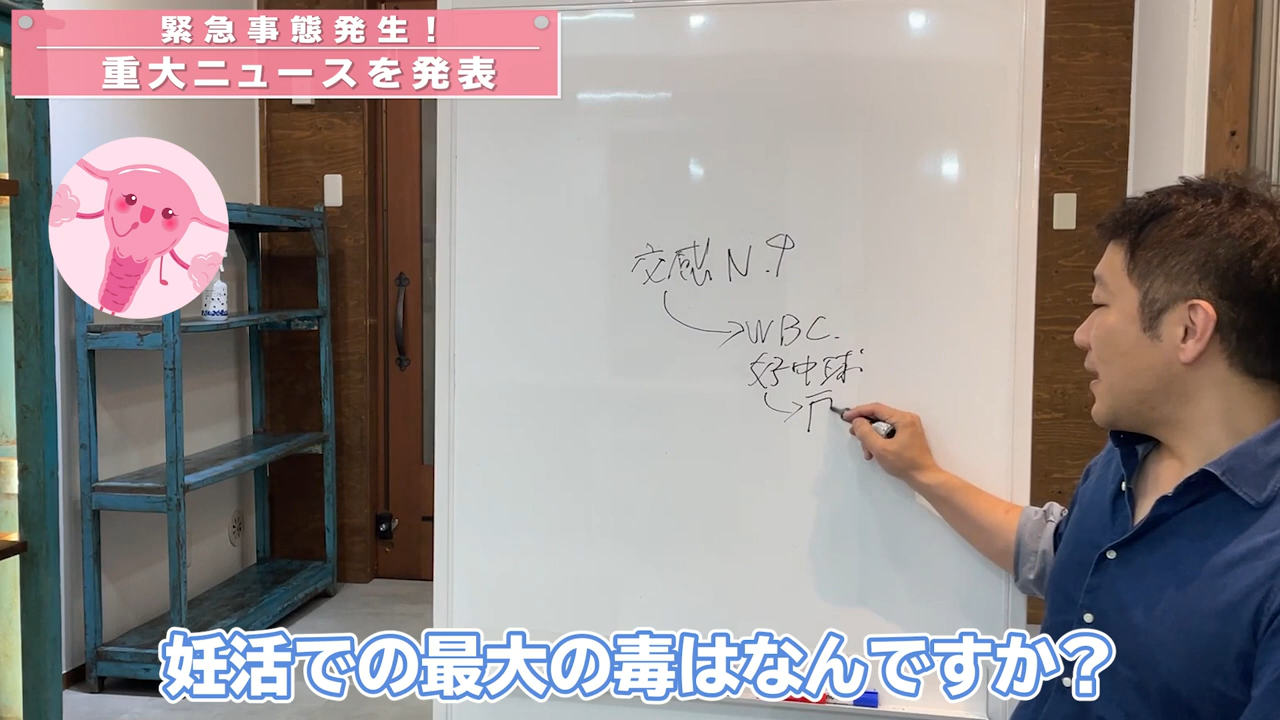 緊急事態発生！
重大ニュースを発表
交感N.↑
WBC.
好中球
妊活での最大の毒はなんですか？